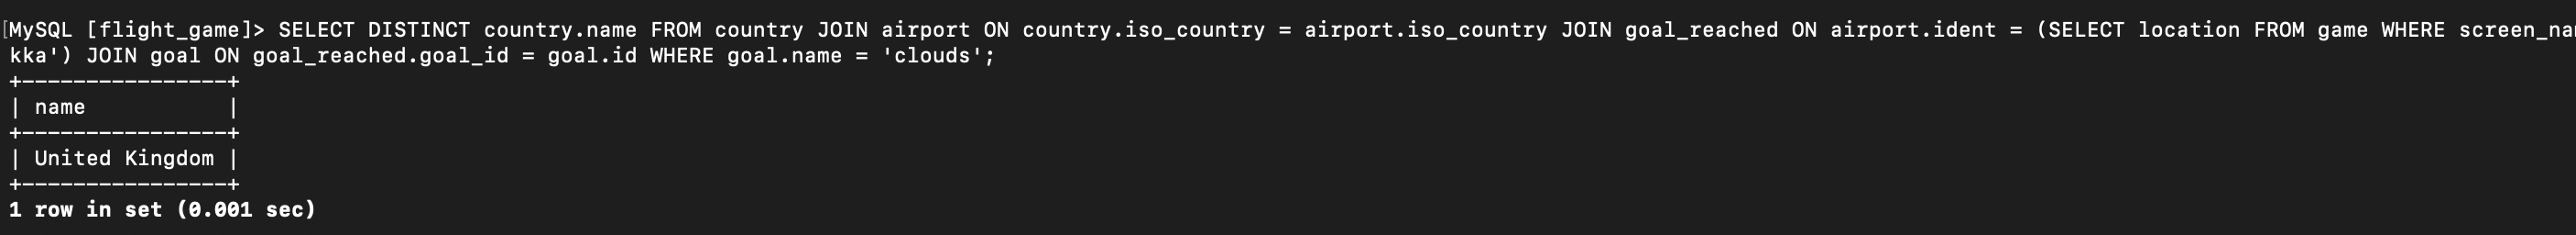 MySQL [flight_game]> SELECT DISTINCT country.name FROM country JOIN airport ON country.iso_country = airport.iso_country JOIN goal_reached ON airport.ident = (SELECT location FROM game WHERE screen_na
kka') JOIN goal ON goal_reached.goal_id = goal.id WHERE goal.name = 'clouds';
+----------------+
| name           |
+----------------+
| United Kingdom |
+----------------+
1 row in set (0.001 sec)